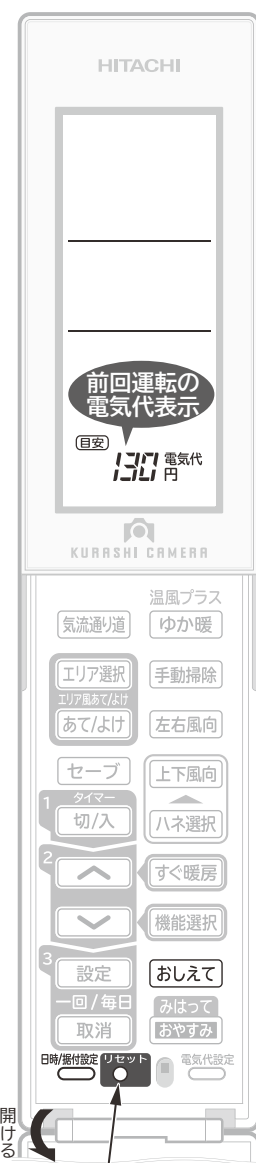 HITACHI
前回運転の
電気代表示
目安
130 電気代
円
KURASHI CAMERA
温風プラス
気流通り道 ゆか暖
エリア選択 手動掃除
エリア風あて/よけ
あて/よけ 左右風向
セーブ 上下風向
1 タイマー
切/入 ハネ選択
2
すぐ暖房
機能選択
3
設定 おしえて
一回/毎日 みはって
取消 おやすみ
日時/据付設定 リセット 電気代設定
開ける